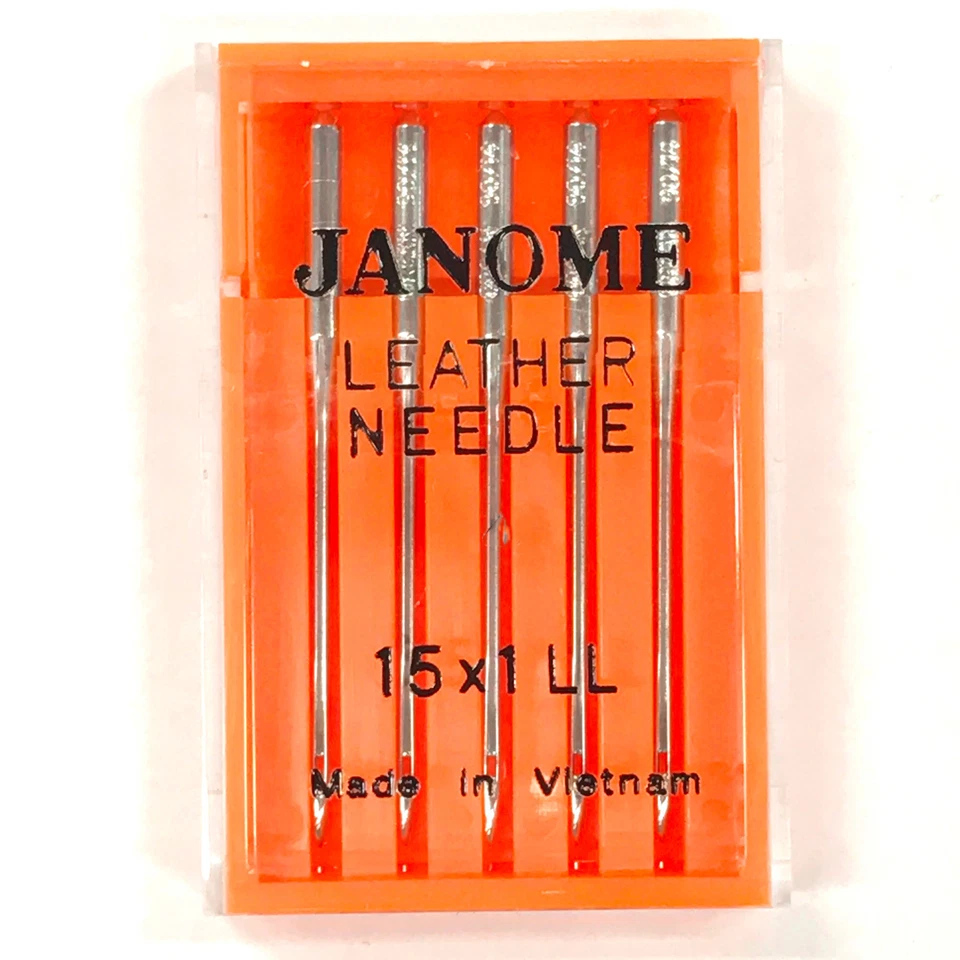 JANOME
LEATHER
NEEDLE
15x1 LL
Made in Vietnam